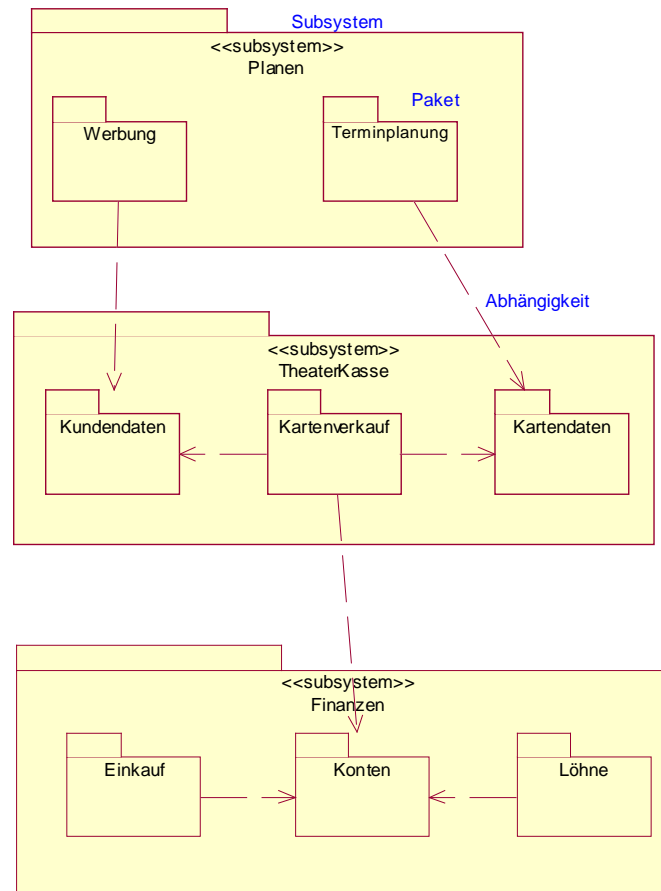 Subsystem
<<subsystem>>
Planen
Paket
Werbung
Terminplanung
Abhängigkeit
<<subsystem>>
TheaterKasse
Kundendaten
Kartenverkauf
Kartendaten
<<subsystem>>
Finanzen
Einkauf
Konten
Löhne